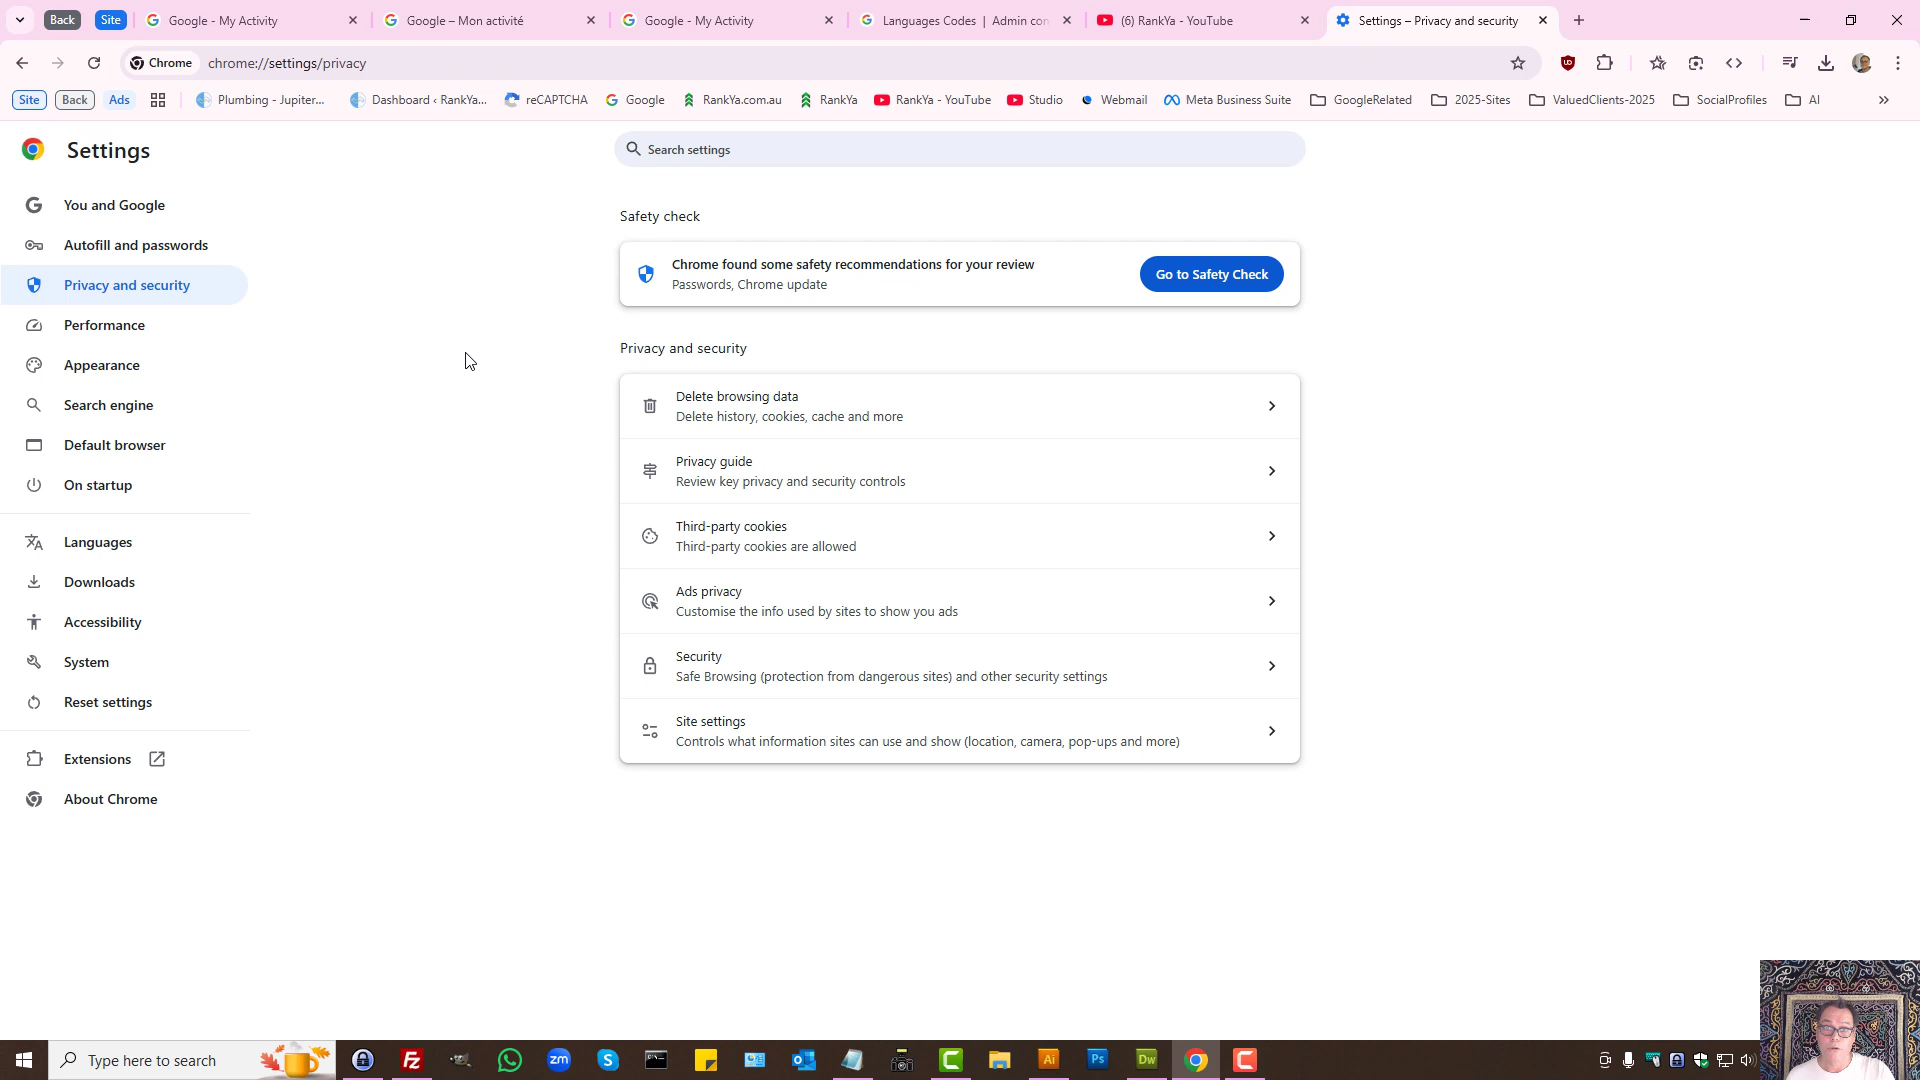 Back
Site
Google - My Activity
Google – Mon activité
Google - My Activity
Languages Codes | Admin con
(6) RankYa - YouTube
Settings – Privacy and security
Chrome
chrome://settings/privacy
Site
Back
Ads
Plumbing - Jupiter...
Dashboard ‹ RankYa...
reCAPTCHA
Google
RankYa.com.au
RankYa
RankYa - YouTube
Studio
Webmail
Meta Business Suite
GoogleRelated
2025-Sites
ValuedClients-2025
SocialProfiles
AI
Settings
Search settings
You and Google
Autofill and passwords
Privacy and security
Performance
Appearance
Search engine
Default browser
On startup
Languages
Downloads
Accessibility
System
Reset settings
Extensions
About Chrome
Safety check
Chrome found some safety recommendations for your review
Passwords, Chrome update
Go to Safety Check
Privacy and security
Delete browsing data
Delete history, cookies, cache and more
Privacy guide
Review key privacy and security controls
Third-party cookies
Third-party cookies are allowed
Ads privacy
Customise the info used by sites to show you ads
Security
Safe Browsing (protection from dangerous sites) and other security settings
Site settings
Controls what information sites can use and show (location, camera, pop-ups and more)
Type here to search
Fz
zm
Ai
Ps
Dw